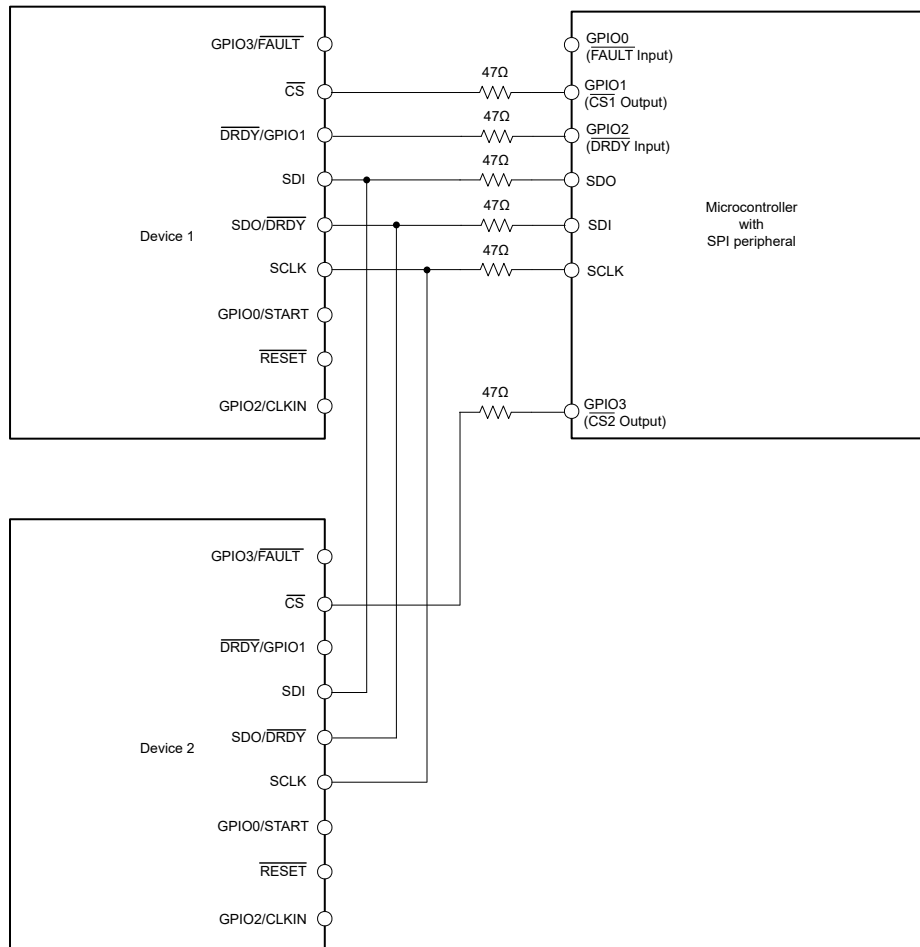 GPIO3/FAULT
CS
DRDY/GPIO1
SDI
SDO/DRDY
SCLK
GPIO0/START
RESET
GPIO2/CLKIN
Device 1
47Ω
47Ω
47Ω
47Ω
47Ω
47Ω
GPIO0
(FAULT Input)
GPIO1
(CS1 Output)
GPIO2
(DRDY Input)
SDO
SDI
SCLK
GPIO3
(CS2 Output)
Microcontroller
with
SPI peripheral
GPIO3/FAULT
CS
DRDY/GPIO1
SDI
SDO/DRDY
SCLK
GPIO0/START
RESET
GPIO2/CLKIN
Device 2